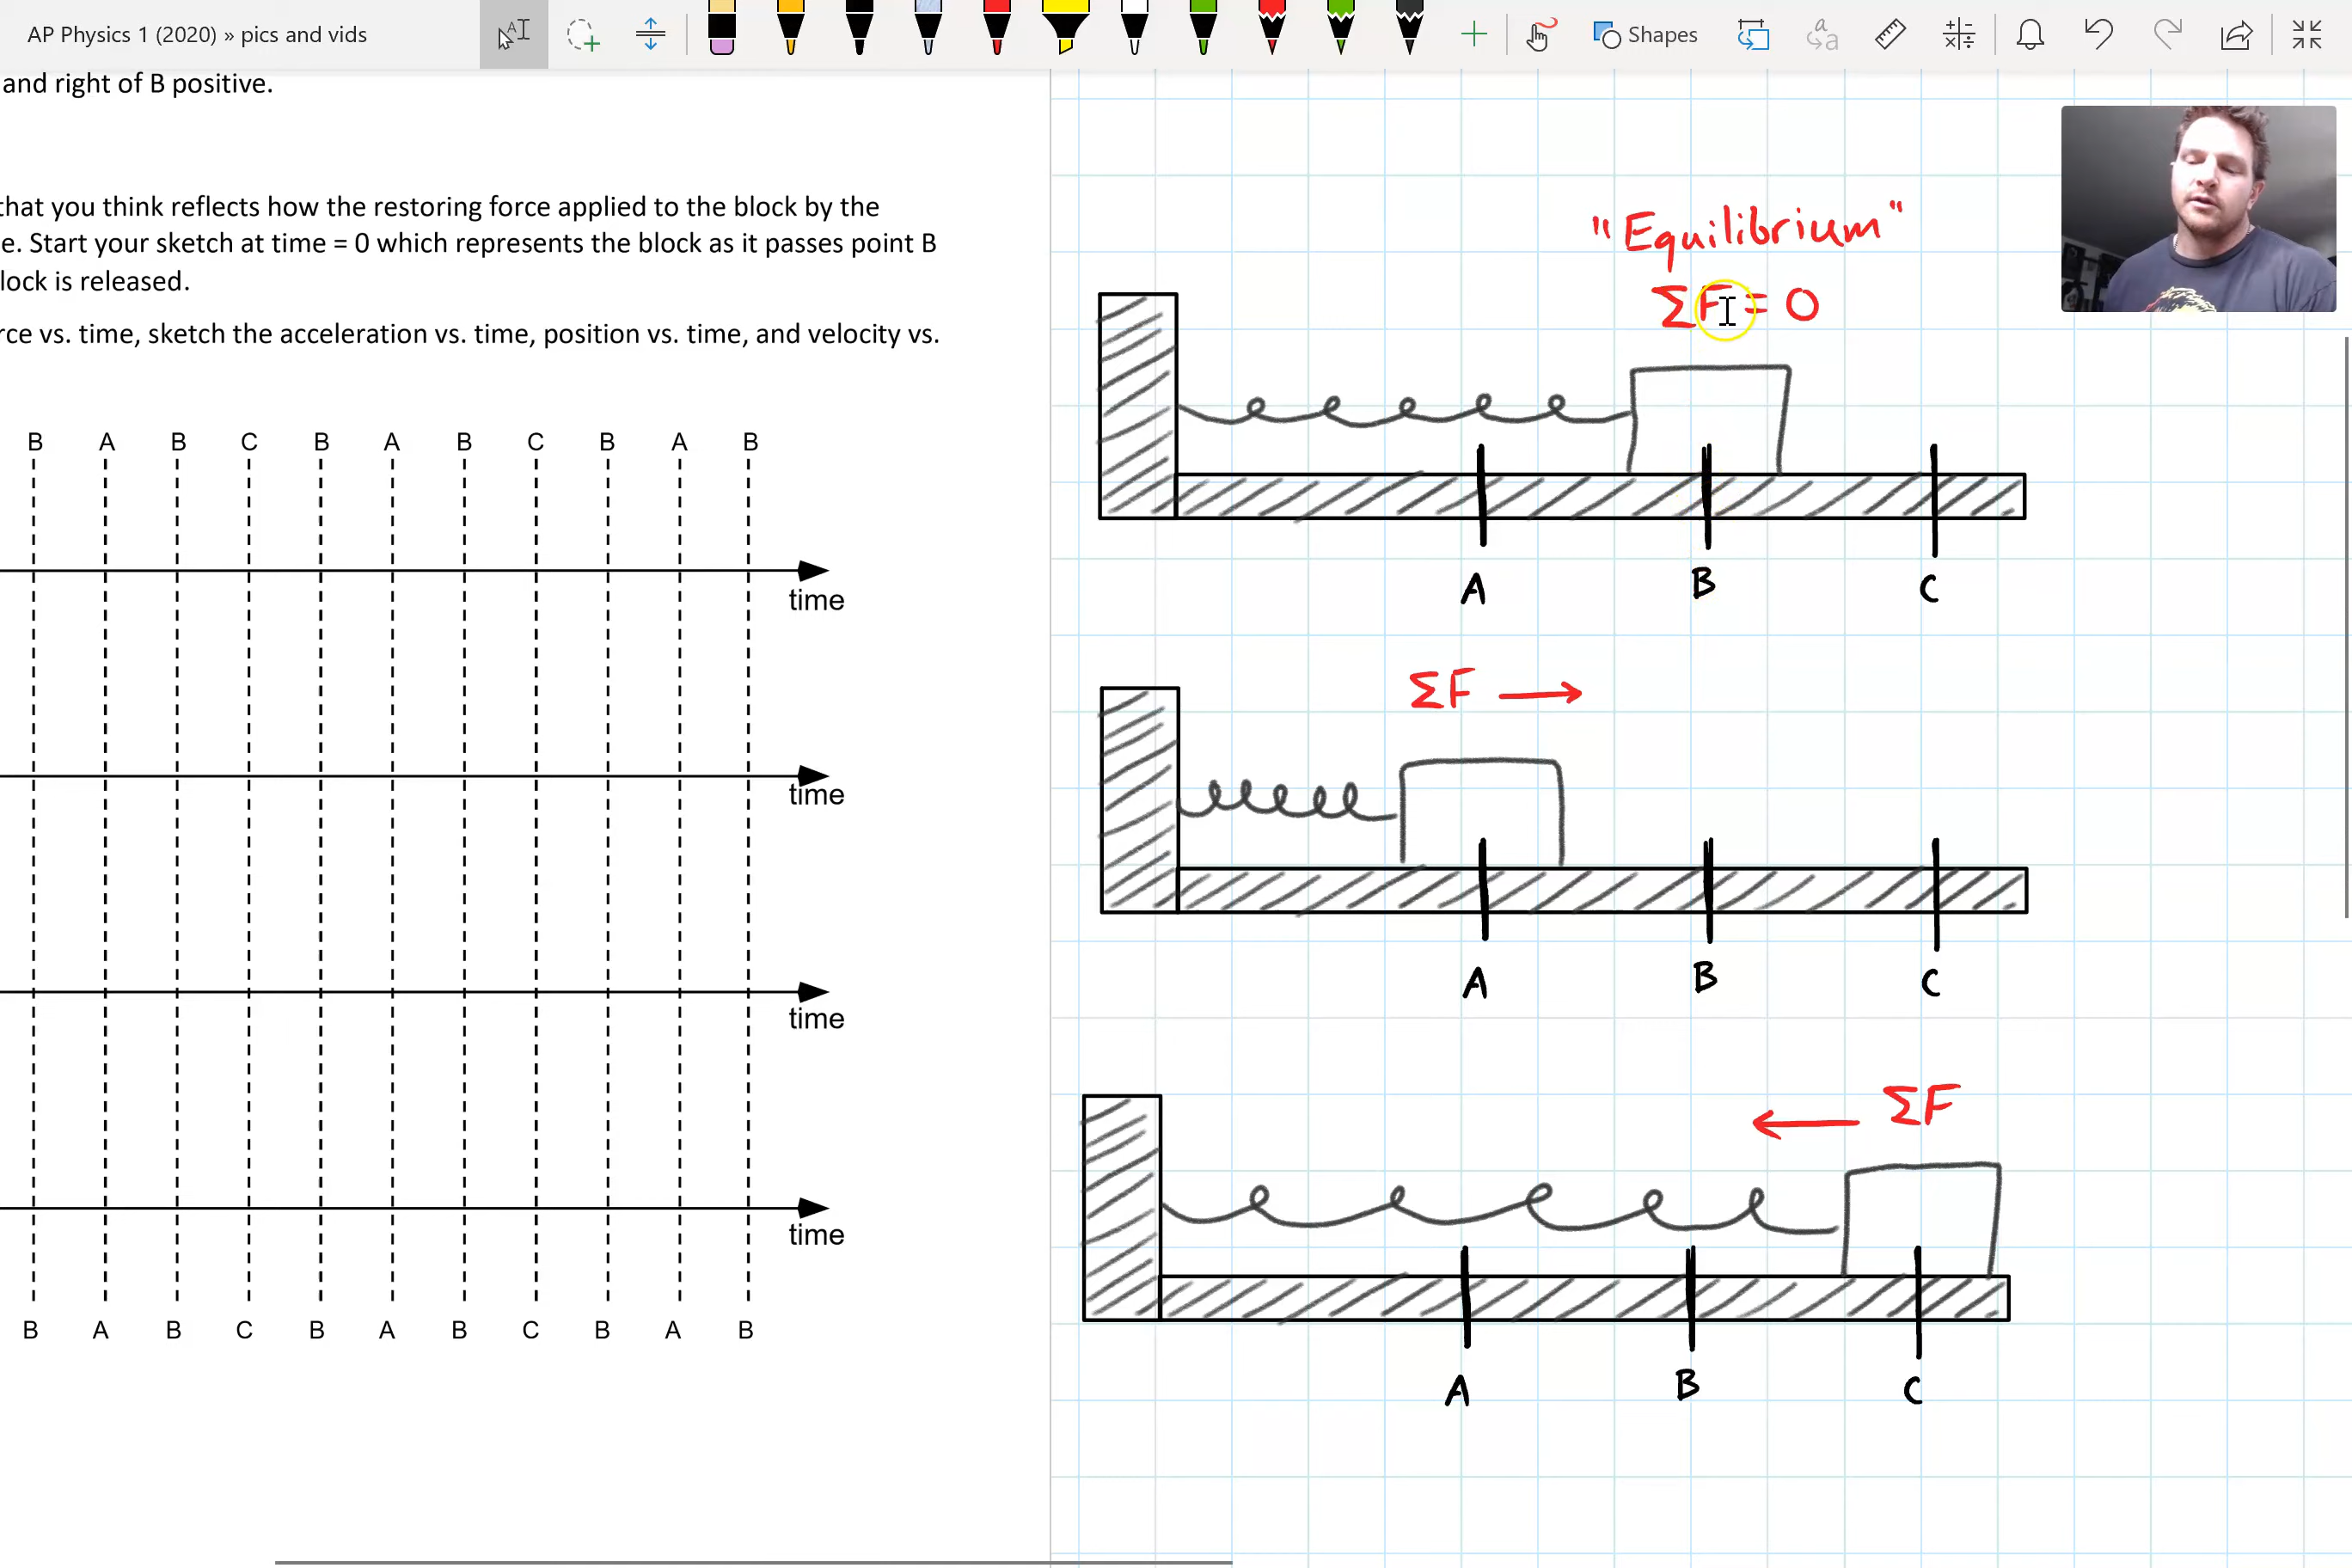 AP Physics 1 (2020) » pics and vids
Shapes
and right of B positive.
that you think reflects how the restoring force applied to the block by the
e. Start your sketch at time = 0 which represents the block as it passes point B
lock is released.
rce vs. time, sketch the acceleration vs. time, position vs. time, and velocity vs.
B A B C B A B C B A B
time
time
time
time
B A B C B A B C B A B
"Equilibrium"
ΣF = 0
A B C
ΣF →
A B C
← ΣF
A B C